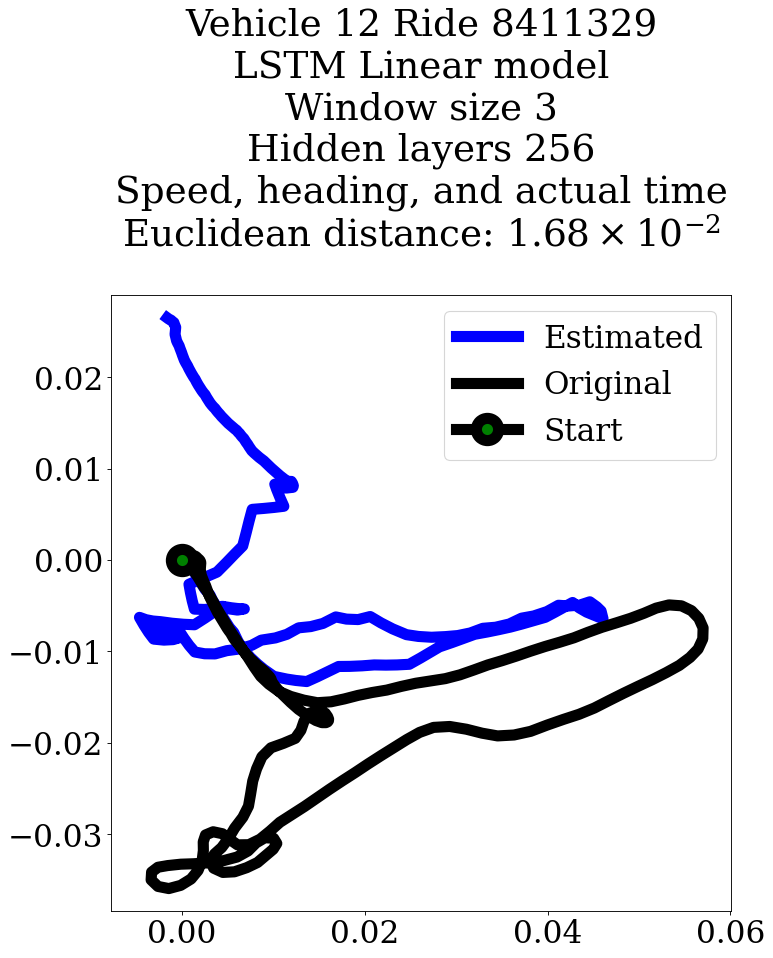 Vehicle 12 Ride 8411329
LSTM Linear model
Window size 3
Hidden layers 256
Speed, heading, and actual time
Euclidean distance: 1.68 × 10⁻²
Estimated
Original
Start
0.02
0.01
0.00
−0.01
−0.02
−0.03
0.00 0.02 0.04 0.06